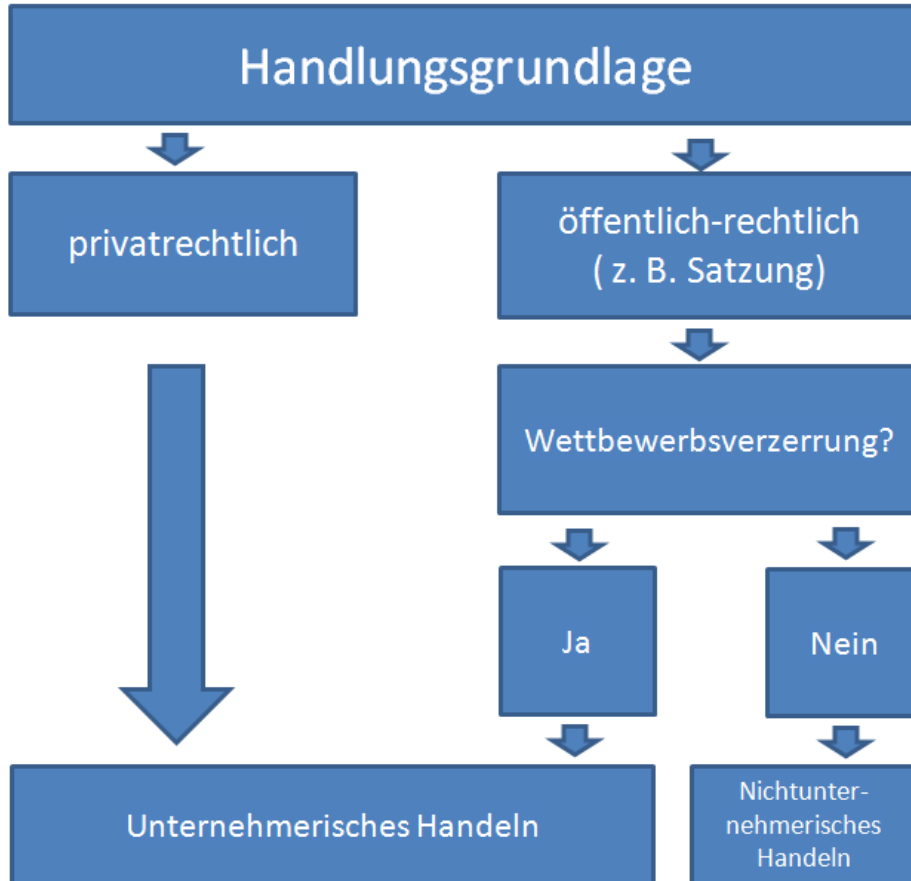 Handlungsgrundlage
privatrechtlich
öffentlich-rechtlich
( z. B. Satzung)
Wettbewerbsverzerrung?
Ja
Nein
Unternehmerisches Handeln
Nichtunter-
nehmerisches
Handeln